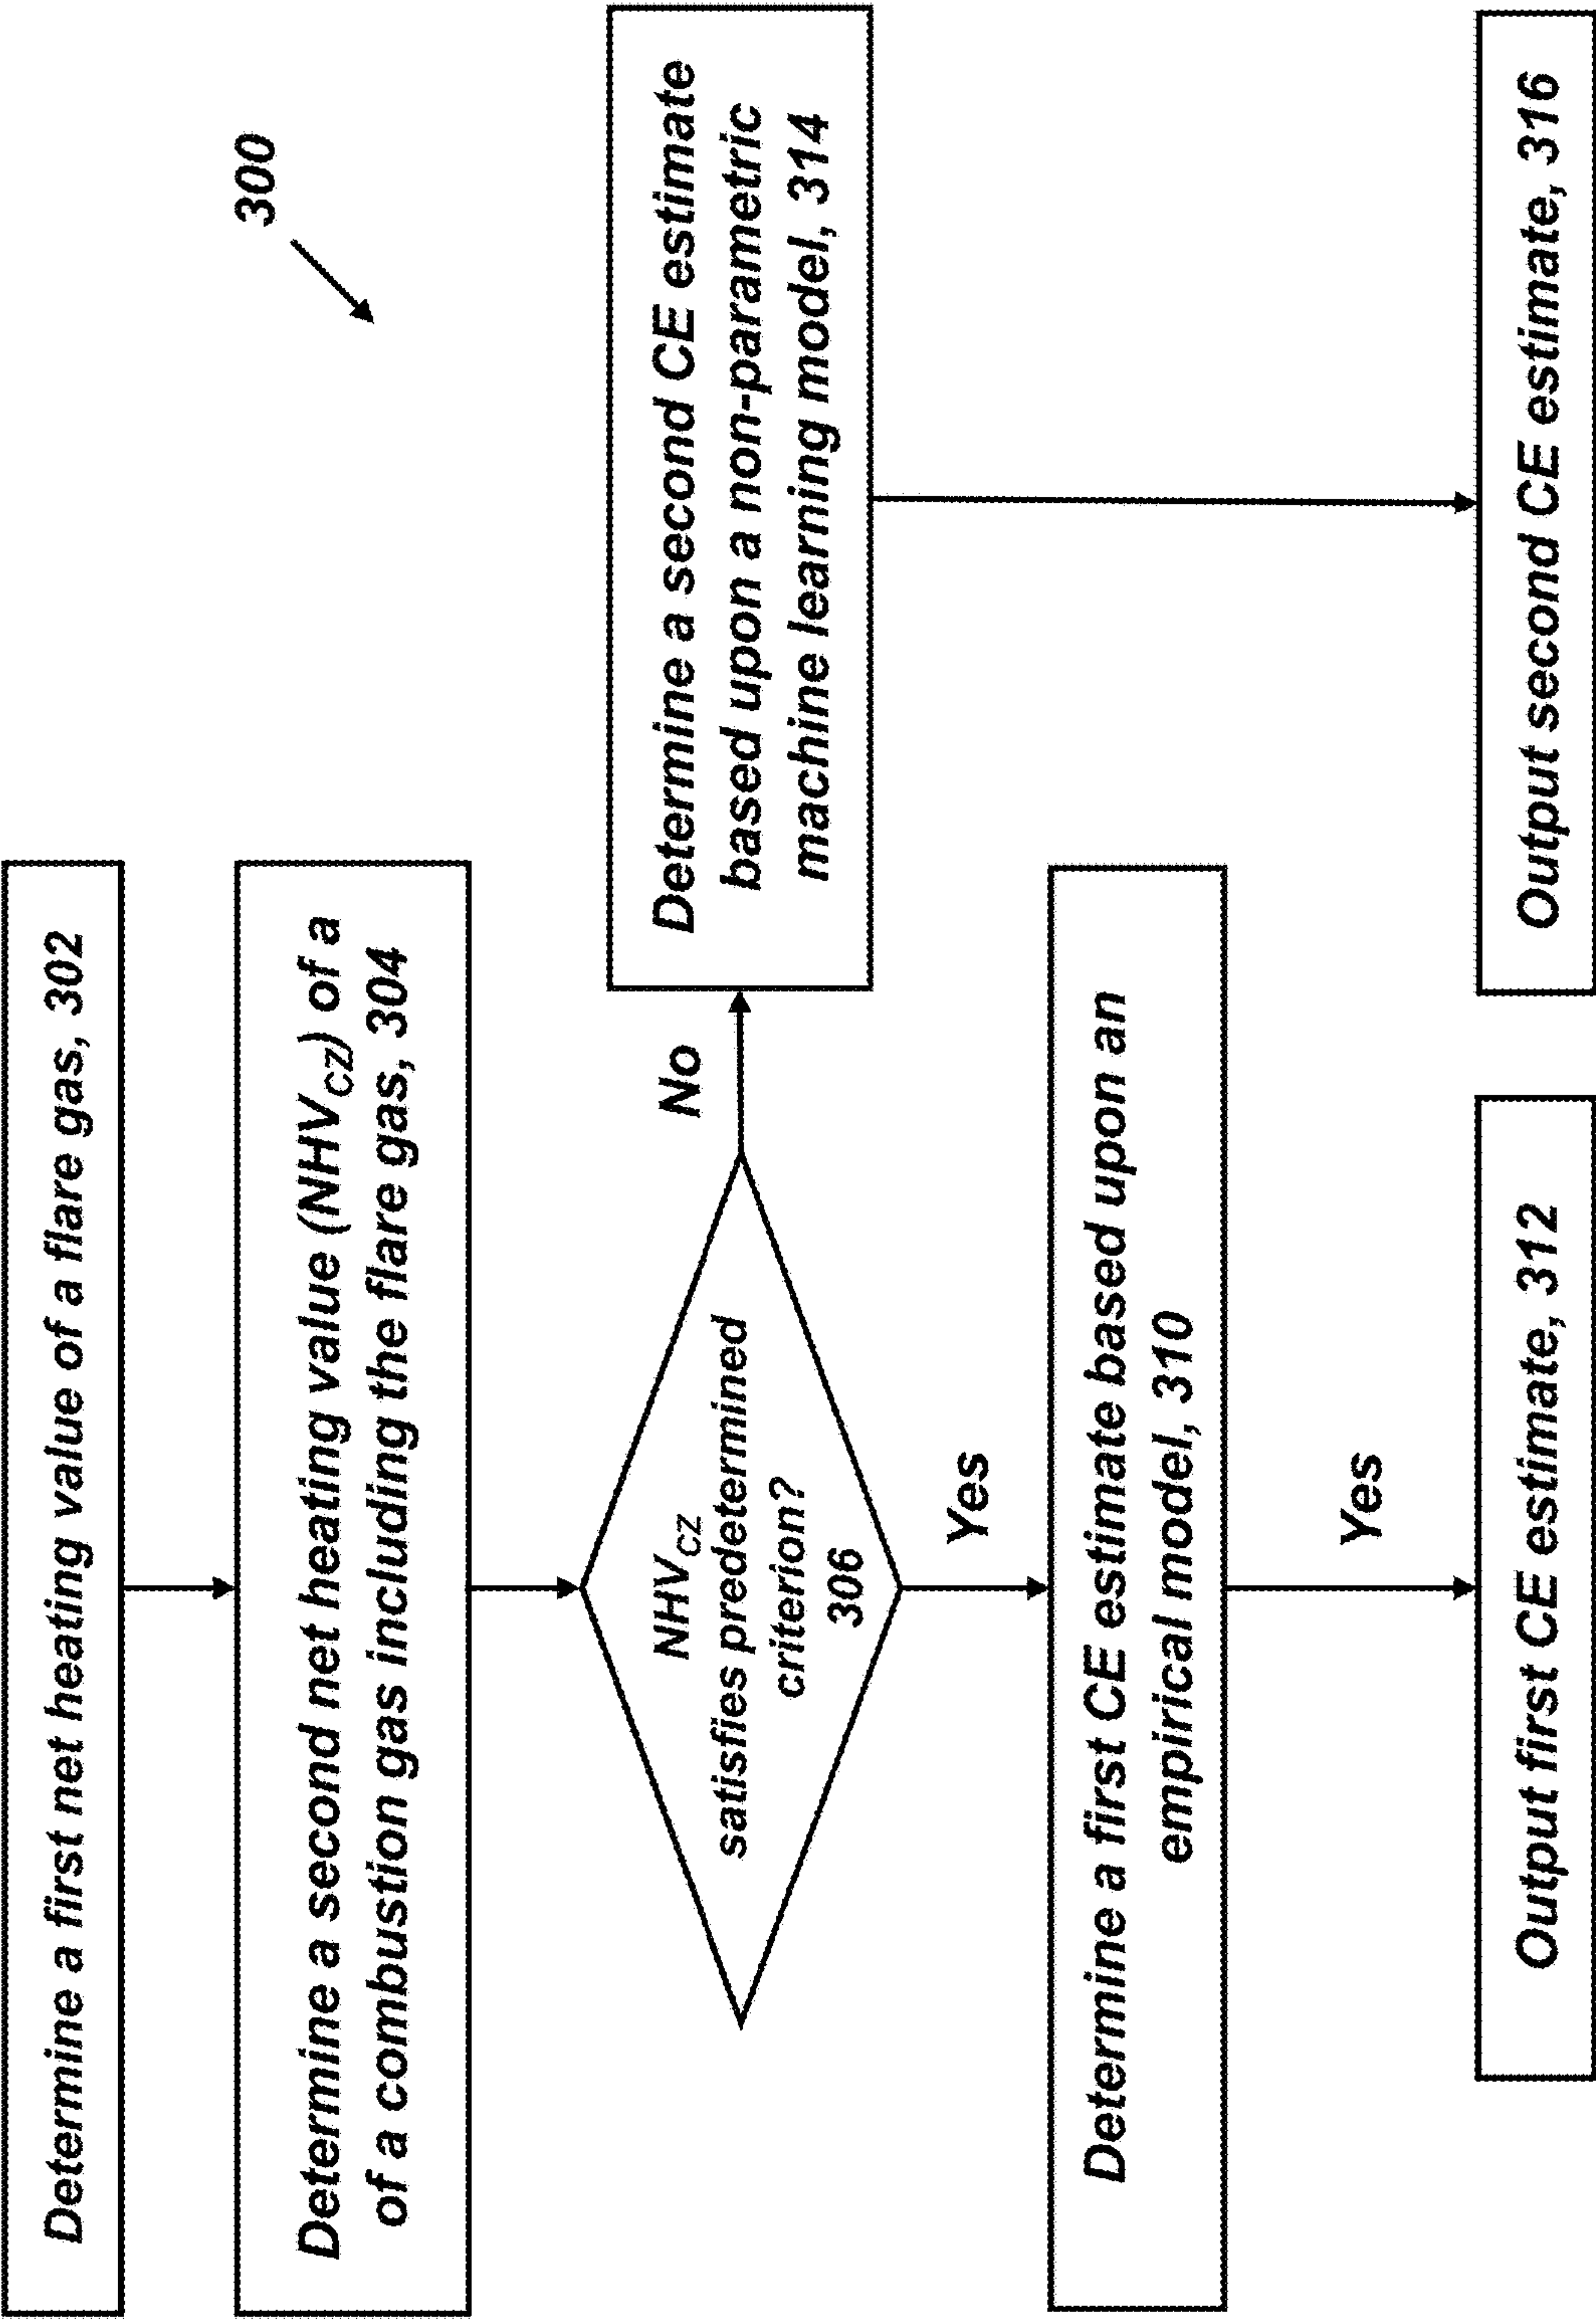 300
Determine a first net heating value of a flare gas, 302
Determine a second net heating value (NHVCZ) of a
of a combustion gas including the flare gas, 304
NHVCZ
satisfies predetermined
criterion?
306
No
Determine a second CE estimate
based upon a non-parametric
machine learning model, 314
Yes
Determine a first CE estimate based upon an
empirical model, 310
Yes
Output first CE estimate, 312
Output second CE estimate, 316